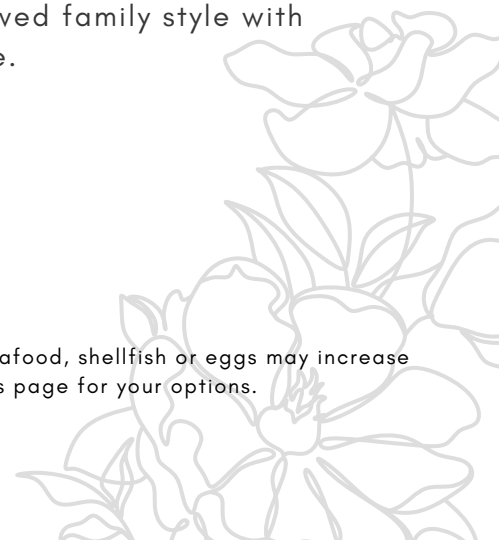 ved family style with
e.
afood, shellfish or eggs may increase
s page for your options.